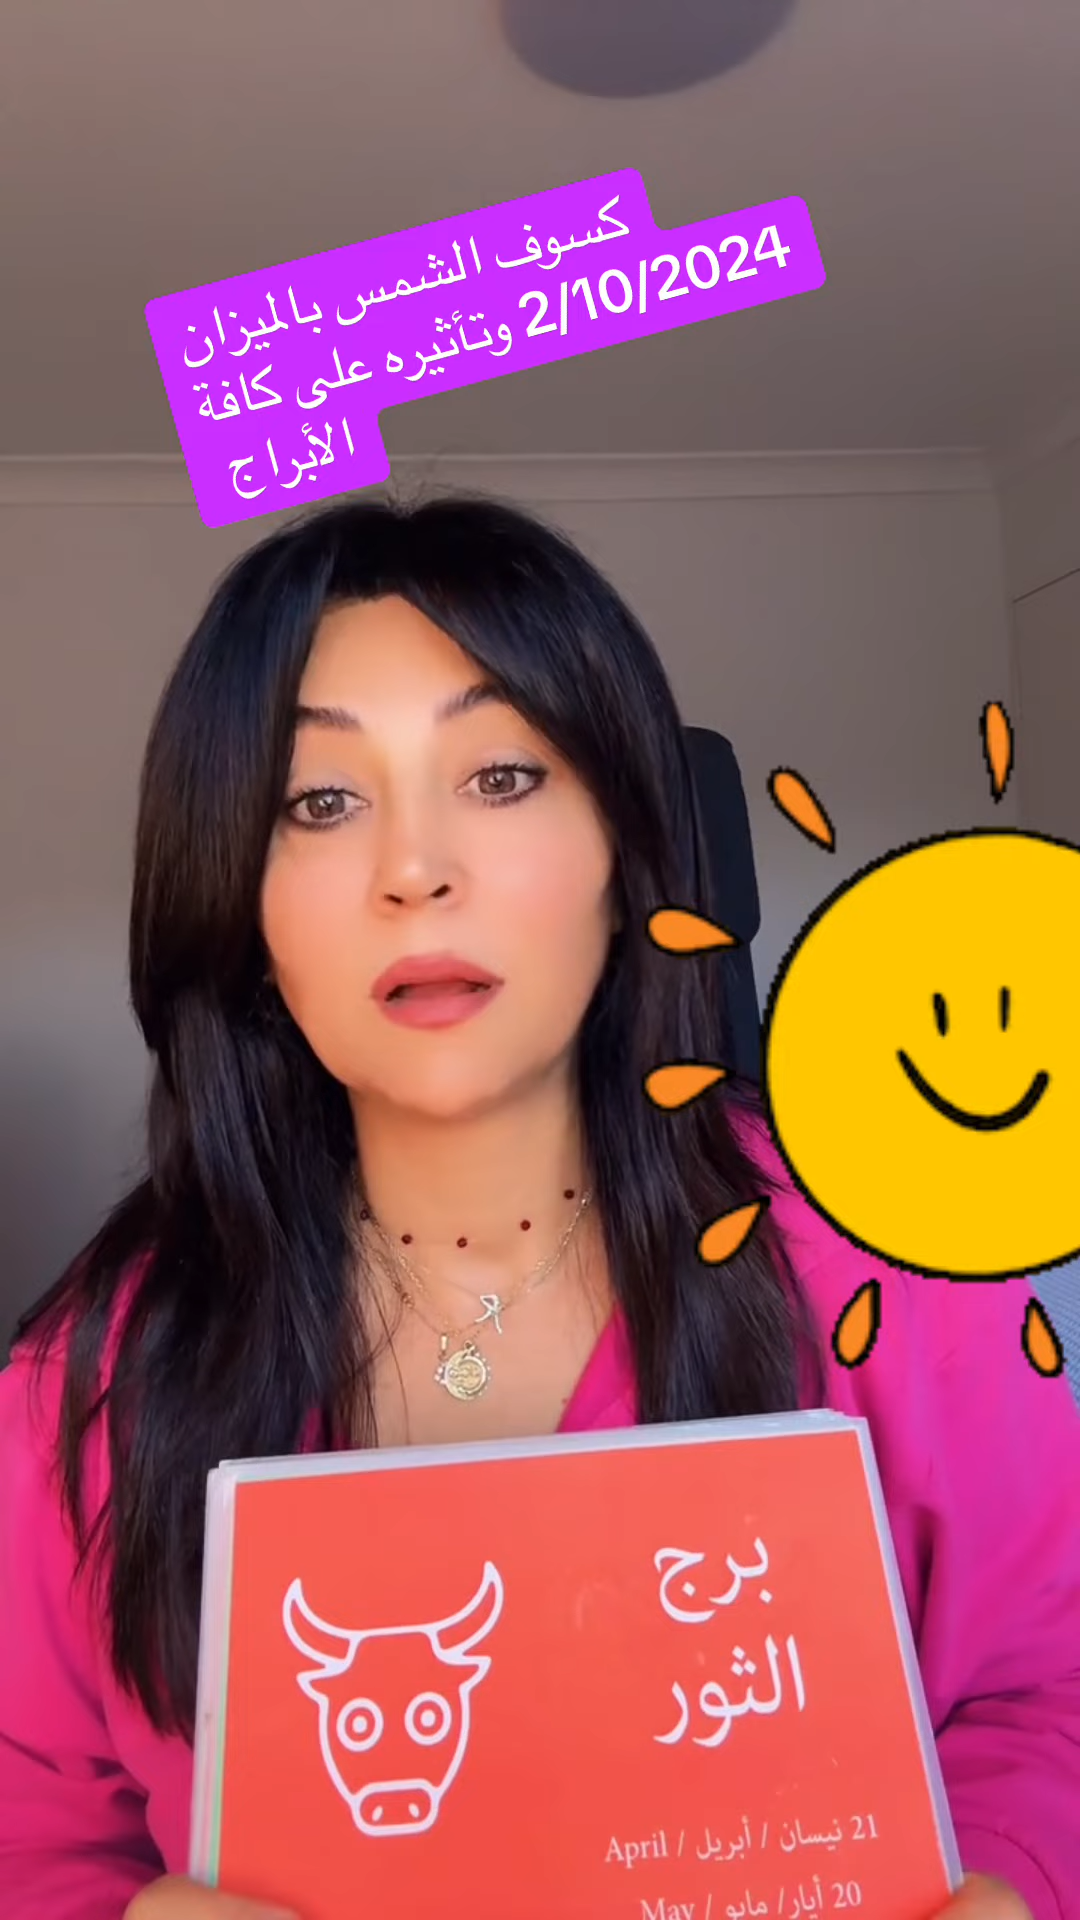 كسوف الشمس بالميزان
2/10/2024 وتأثيره على كافة
الأبراج
برج
الثور
21 نيسان / أبريل / April
20 أيار/ مايو / May